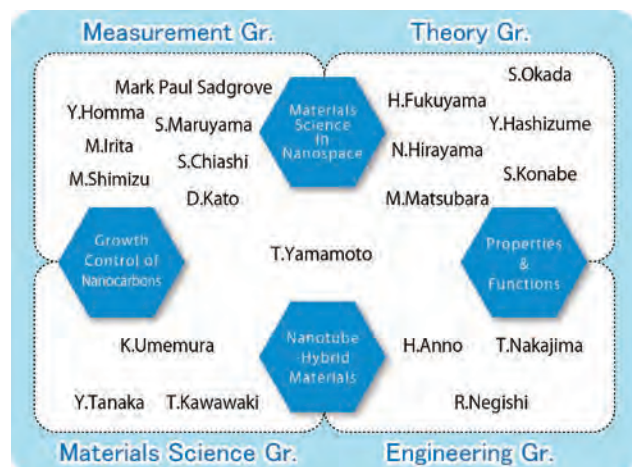 Measurement Gr.
Theory Gr.
Mark Paul Sadgrove
Y.Homma
S.Maruyama
M.Irita
S.Chiashi
M.Shimizu
D.Kato
Materials
Science
in
Nanospace
S.Okada
H.Fukuyama
Y.Hashizume
N.Hirayama
S.Konabe
M.Matsubara
Growth
Control of
Nanocarbons
T.Yamamoto
Properties
&
Functions
K.Umemura
Y.Tanaka
T.Kawawaki
Nanotube
-Hybrid
Materials
H.Anno
T.Nakajima
R.Negishi
Materials Science Gr.
Engineering Gr.